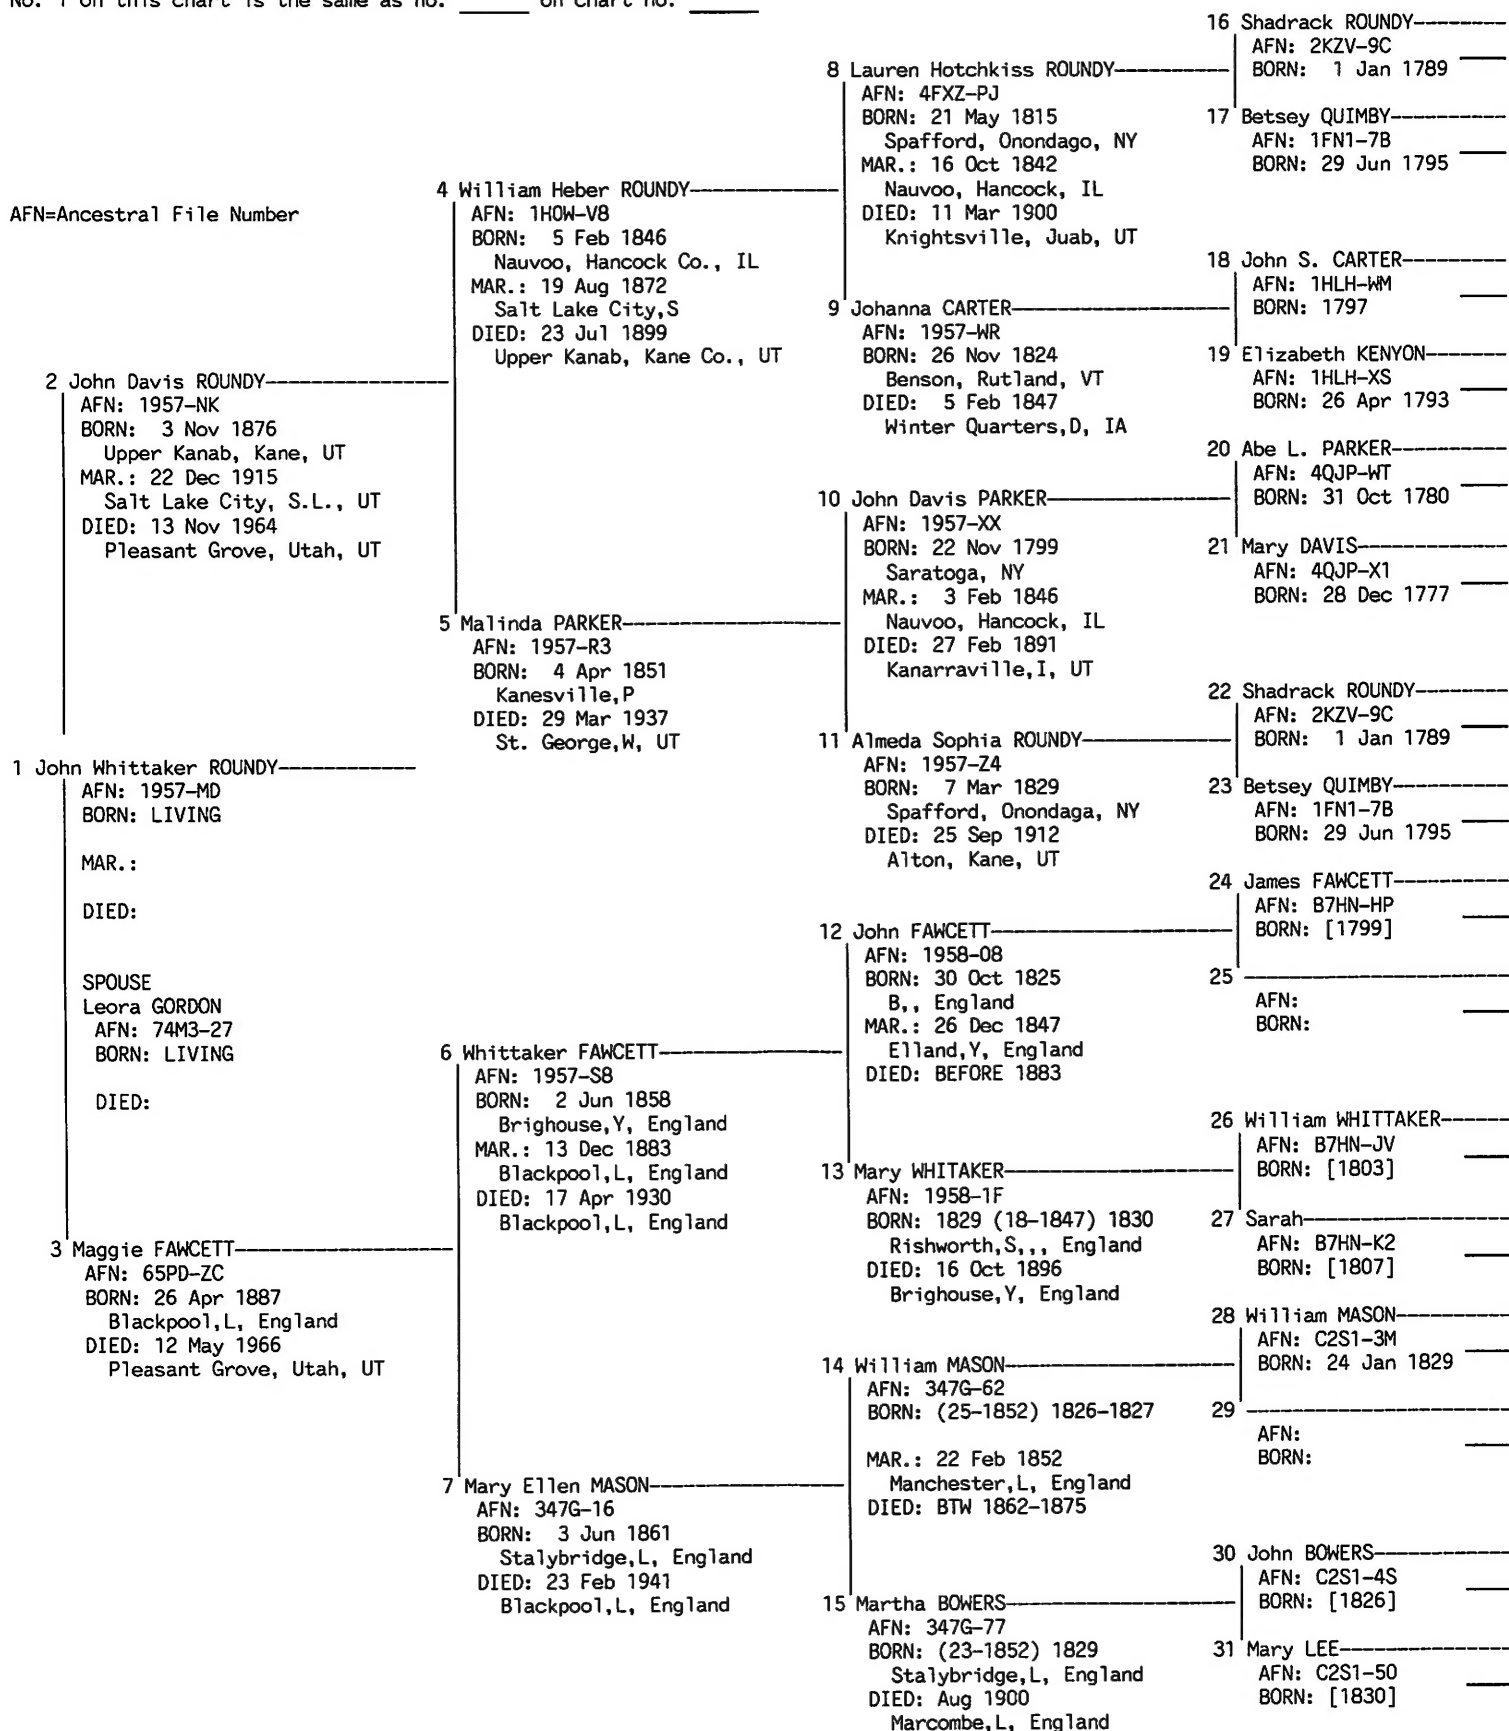 No. 1 on this chart is the same as no. ______ on chart no. ______
AFN=Ancestral File Number
1 John Whittaker ROUNDY
AFN: 1957-MD
BORN: LIVING
MAR.:
DIED:
SPOUSE
Leora GORDON
AFN: 74M3-27
BORN: LIVING
DIED:
2 John Davis ROUNDY
AFN: 1957-NK
BORN: 3 Nov 1876
Upper Kanab, Kane, UT
MAR.: 22 Dec 1915
Salt Lake City, S.L., UT
DIED: 13 Nov 1964
Pleasant Grove, Utah, UT
3 Maggie FAWCETT
AFN: 65PD-ZC
BORN: 26 Apr 1887
Blackpool,L, England
DIED: 12 May 1966
Pleasant Grove, Utah, UT
4 William Heber ROUNDY
AFN: 1HOW-V8
BORN: 5 Feb 1846
Nauvoo, Hancock Co., IL
MAR.: 19 Aug 1872
Salt Lake City,S
DIED: 23 Jul 1899
Upper Kanab, Kane Co., UT
5 Malinda PARKER
AFN: 1957-R3
BORN: 4 Apr 1851
Kanesville,P
DIED: 29 Mar 1937
St. George,W, UT
6 Whittaker FAWCETT
AFN: 1957-S8
BORN: 2 Jun 1858
Brighouse,Y, England
MAR.: 13 Dec 1883
Blackpool,L, England
DIED: 17 Apr 1930
Blackpool,L, England
7 Mary Ellen MASON
AFN: 347G-16
BORN: 3 Jun 1861
Stalybridge,L, England
DIED: 23 Feb 1941
Blackpool,L, England
8 Lauren Hotchkiss ROUNDY
AFN: 4FXZ-PJ
BORN: 21 May 1815
Spafford, Onondago, NY
MAR.: 16 Oct 1842
Nauvoo, Hancock, IL
DIED: 11 Mar 1900
Knightsville, Juab, UT
9 Johanna CARTER
AFN: 1957-WR
BORN: 26 Nov 1824
Benson, Rutland, VT
DIED: 5 Feb 1847
Winter Quarters,D, IA
10 John Davis PARKER
AFN: 1957-XX
BORN: 22 Nov 1799
Saratoga, NY
MAR.: 3 Feb 1846
Nauvoo, Hancock, IL
DIED: 27 Feb 1891
Kanarraville,I, UT
11 Almeda Sophia ROUNDY
AFN: 1957-Z4
BORN: 7 Mar 1829
Spafford, Onondaga, NY
DIED: 25 Sep 1912
Alton, Kane, UT
12 John FAWCETT
AFN: 1958-08
BORN: 30 Oct 1825
B,, England
MAR.: 26 Dec 1847
Elland,Y, England
DIED: BEFORE 1883
13 Mary WHITAKER
AFN: 1958-1F
BORN: 1829 (18-1847) 1830
Rishworth,S,,, England
DIED: 16 Oct 1896
Brighouse,Y, England
14 William MASON
AFN: 347G-62
BORN: (25-1852) 1826-1827
MAR.: 22 Feb 1852
Manchester,L, England
DIED: BTW 1862-1875
15 Martha BOWERS
AFN: 347G-77
BORN: (23-1852) 1829
Stalybridge,L, England
DIED: Aug 1900
Marcombe,L, England
16 Shadrack ROUNDY
AFN: 2KZV-9C
BORN: 1 Jan 1789
17 Betsey QUIMBY
AFN: 1FN1-7B
BORN: 29 Jun 1795
18 John S. CARTER
AFN: 1HLH-WM
BORN: 1797
19 Elizabeth KENYON
AFN: 1HLH-XS
BORN: 26 Apr 1793
20 Abe L. PARKER
AFN: 4QJP-WT
BORN: 31 Oct 1780
21 Mary DAVIS
AFN: 4QJP-X1
BORN: 28 Dec 1777
22 Shadrack ROUNDY
AFN: 2KZV-9C
BORN: 1 Jan 1789
23 Betsey QUIMBY
AFN: 1FN1-7B
BORN: 29 Jun 1795
24 James FAWCETT
AFN: B7HN-HP
BORN: [1799]
25
AFN:
BORN:
26 William WHITTAKER
AFN: B7HN-JV
BORN: [1803]
27 Sarah
AFN: B7HN-K2
BORN: [1807]
28 William MASON
AFN: C2S1-3M
BORN: 24 Jan 1829
29
AFN:
BORN:
30 John BOWERS
AFN: C2S1-4S
BORN: [1826]
31 Mary LEE
AFN: C2S1-50
BORN: [1830]